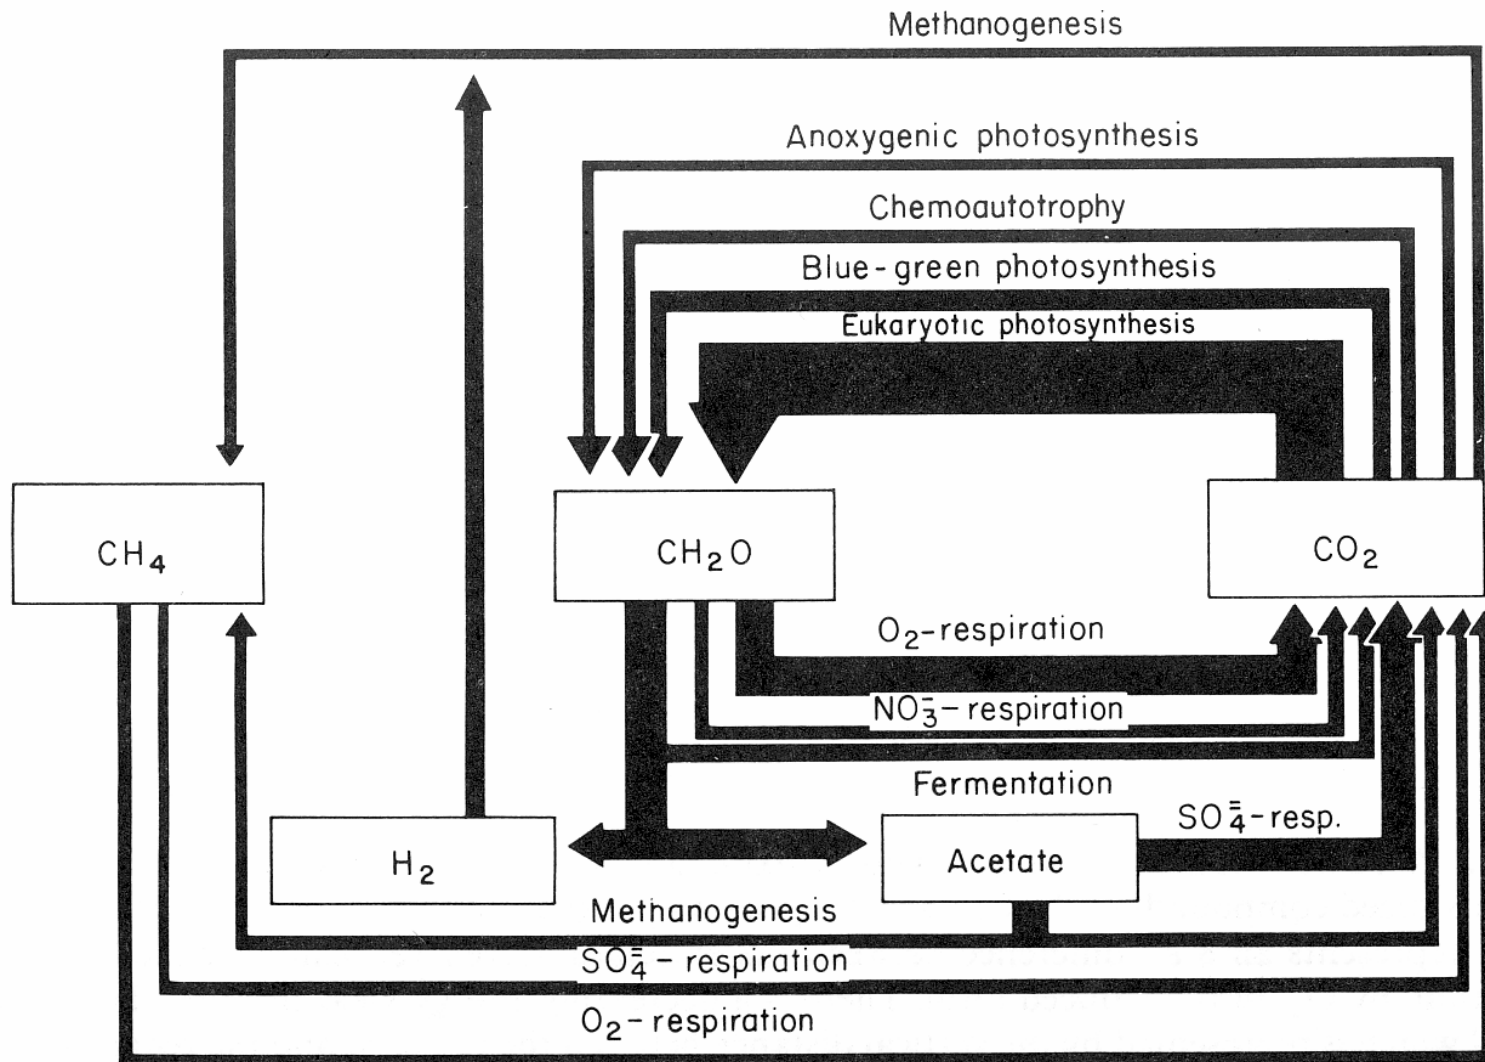 Methanogenesis
Anoxygenic photosynthesis
Chemoautotrophy
Blue-green photosynthesis
Eukaryotic photosynthesis
CH₄
CH₂O
CO₂
O₂-respiration
NO₃⁻-respiration
Fermentation
SO₄⁼-resp.
H₂
Acetate
Methanogenesis
SO₄⁼-respiration
O₂-respiration